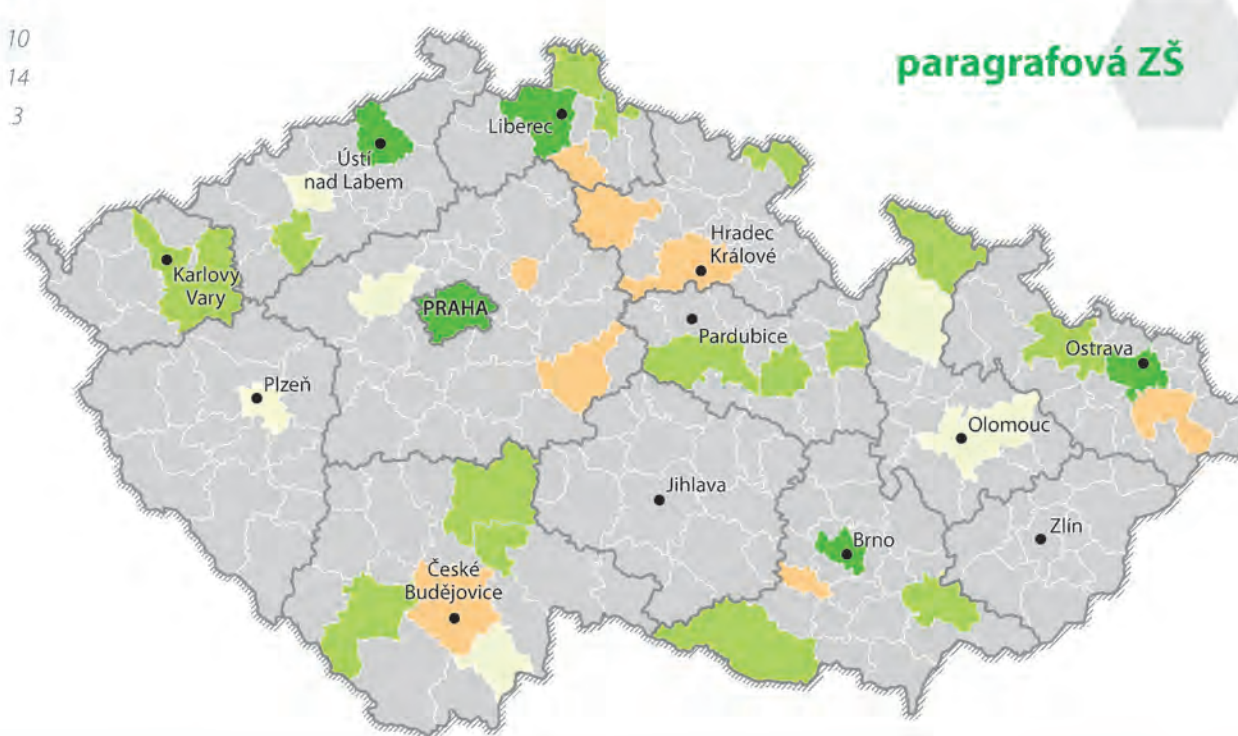 10
14
3
paragrafová ZŠ
Liberec
Ústí
nad Labem
Hradec
Králové
Karlovy
Vary
PRAHA
Pardubice
Ostrava
Plzeň
Olomouc
Jihlava
Zlín
Brno
České
Budějovice